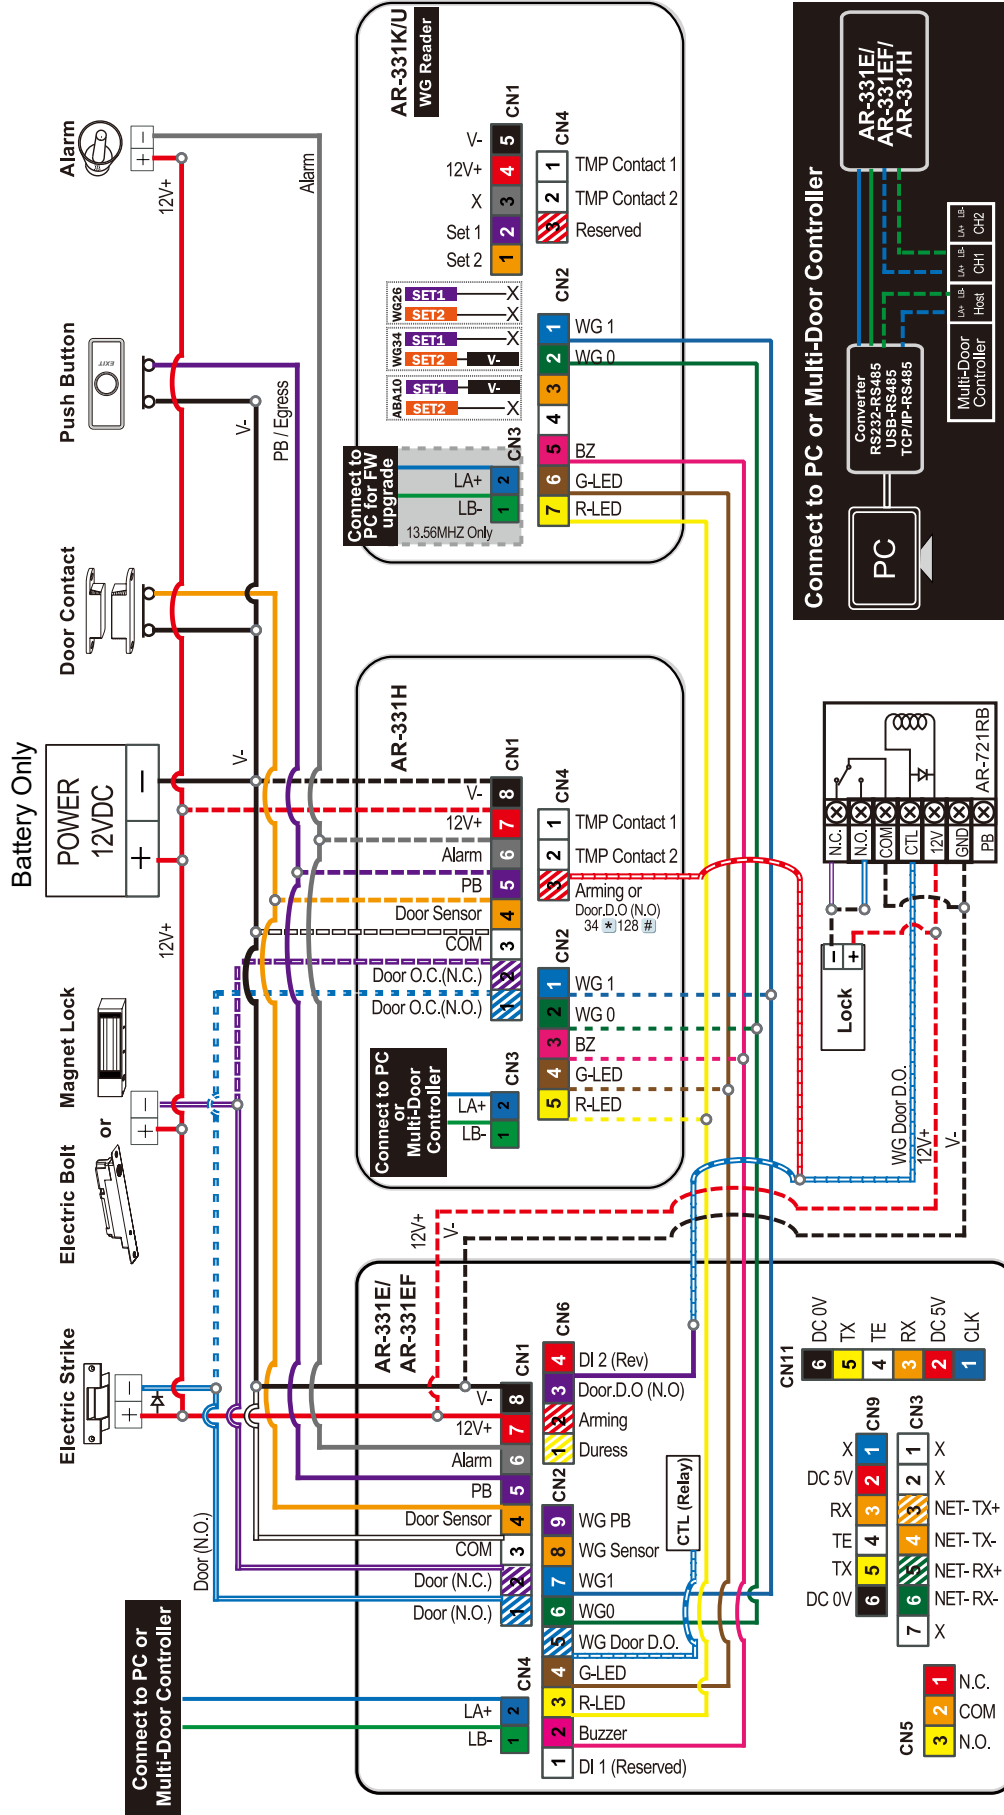 Battery Only
POWER
12VDC
+
−
Electric Strike
+
−
Electric Bolt
or
Magnet Lock
+
−
Door Contact
Push Button
EXIT
Alarm
+
−
12V+
12V+
V-
V-
PB / Egress
Alarm
Door (N.O.)
Connect to PC or
Multi-Door Controller
AR-331E/
AR-331EF
CN1
8 V-
7 12V+
6 Alarm
5 PB
4 Door Sensor
3 COM
2 Door (N.C.)
1 Door (N.O.)
CN4
2 LA+
1 LB-
CN6
4 DI 2 (Rev)
3 Door.D.O (N.O)
2 Arming
1 Duress
CN2
9 WG PB
8 WG Sensor
7 WG1
6 WG0
5 WG Door D.O.
4 G-LED
3 R-LED
2 Buzzer
1 DI 1 (Reserved)
CTL (Relay)
CN11
6 DC 0V
5 TX
4 TE
3 RX
2 DC 5V
1 CLK
CN9
1 X
2 DC 5V
3 RX
4 TE
5 TX
6 DC 0V
CN3
1 X
2 X
3 NET- TX+
4 NET- TX-
5 NET- RX+
6 NET- RX-
7 X
CN5
1 N.C.
2 COM
3 N.O.
12V+
V-
AR-331H
CN1
8 V-
7 12V+
6 Alarm
5 PB
4 Door Sensor
3 COM
2 Door O.C.(N.C.)
1 Door O.C.(N.O.)
CN4
1 TMP Contact 1
2 TMP Contact 2
3 Arming or
Door.D.O (N.O)
34 * 128 #
CN2
1 WG 1
2 WG 0
3 BZ
4 G-LED
5 R-LED
CN3
2 LA+
1 LB-
Connect to PC
or
Multi-Door
Controller
AR-331K/U
WG Reader
CN1
5 V-
4 12V+
3 X
2 Set 1
1 Set 2
CN4
1 TMP Contact 1
2 TMP Contact 2
3 Reserved
WG26
SET1 X
SET2 X
WG34
SET1 X
SET2 V-
ABA10
SET1 V-
SET2 X
CN2
1 WG 1
2 WG 0
3
4
5 BZ
6 G-LED
7 R-LED
CN3
2 LA+
1 LB-
13.56MHZ Only
Connect to
PC for FW
upgrade
Lock
−
+
N.C.
N.O.
COM
CTL
12V
GND
PB
AR-721RB
WG Door D.O.
12V+
V-
Connect to PC or Multi-Door Controller
PC
Converter
RS232-RS485
USB-RS485
TCP/IP-RS485
AR-331E/
AR-331EF/
AR-331H
Multi-Door
Controller
LA+ LB-
Host
LA+ LB-
CH1
LA+ LB-
CH2